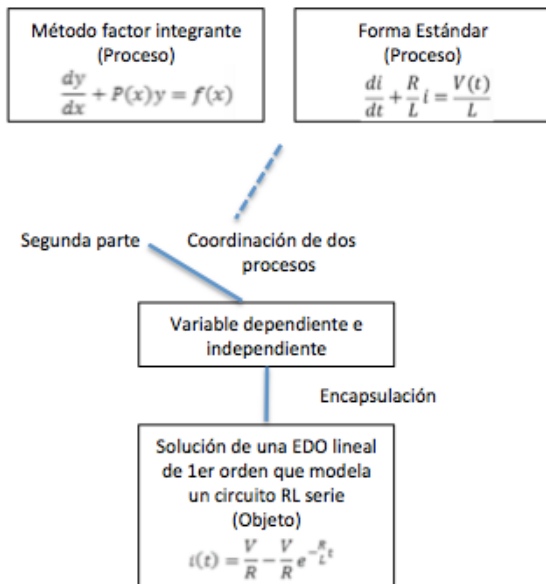 Método factor integrante
(Proceso)
dy/dx + P(x)y = f(x)
Forma Estándar
(Proceso)
di/dt + R/L i = V(t)/L
Segunda parte
Coordinación de dos
procesos
Variable dependiente e
independiente
Encapsulación
Solución de una EDO lineal
de 1er orden que modela
un circuito RL serie
(Objeto)
i(t) = V/R − V/R e^{−R/L t}